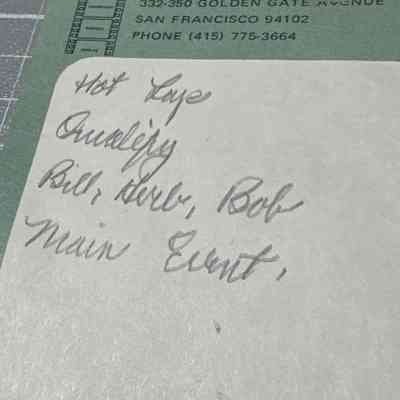 332-350 GOLDEN GATE AVENUE
SAN FRANCISCO 94102
PHONE (415) 775-3664
Hot Laps
Qualify
Bill, Herb, Bob
Main Event.